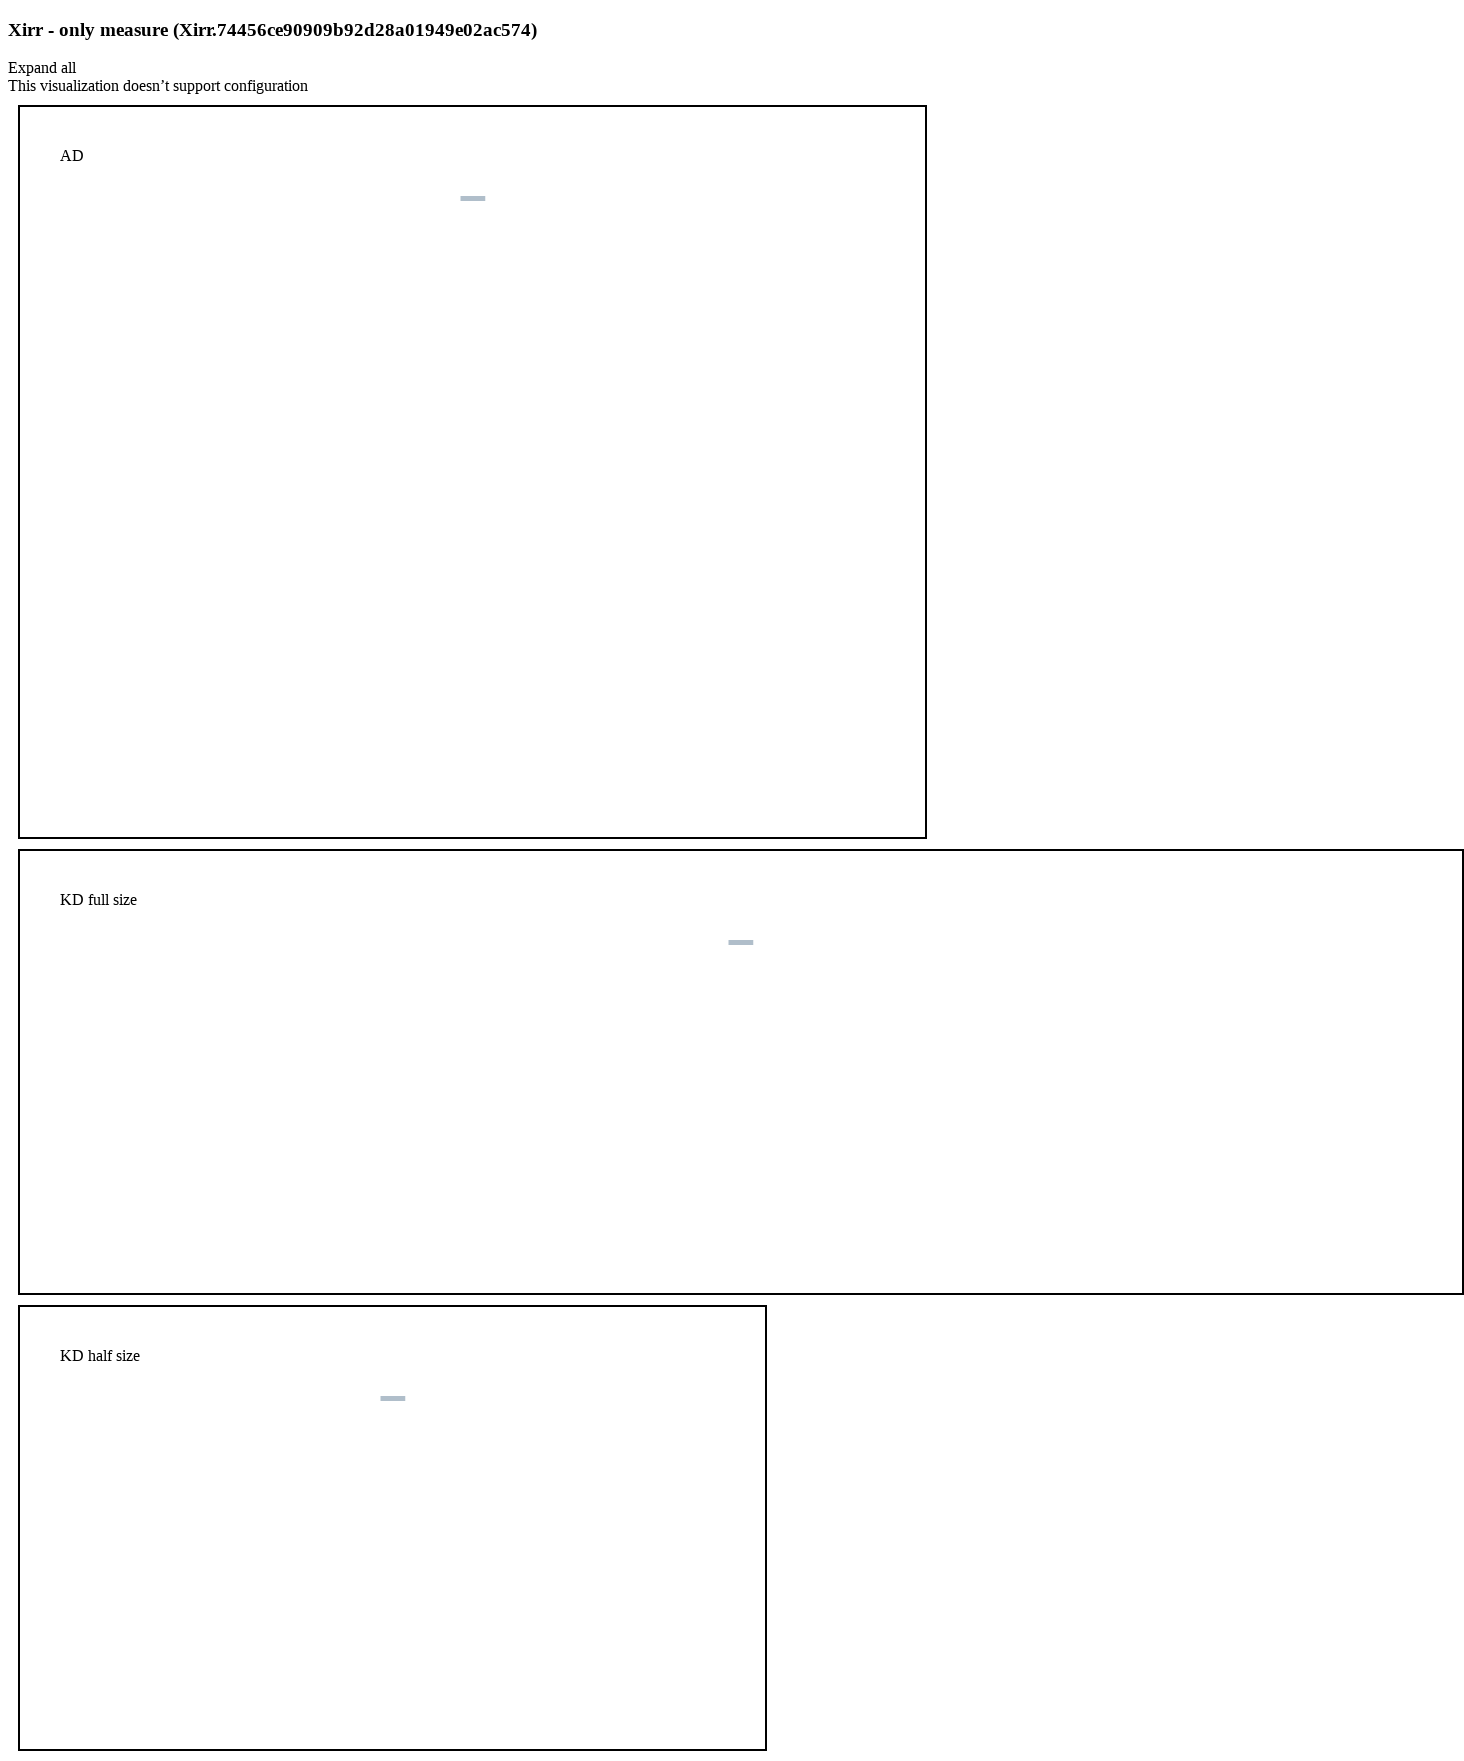 Xirr - only measure (Xirr.74456ce90909b92d28a01949e02ac574)
Expand all
This visualization doesn’t support configuration
AD
–
KD full size
–
KD half size
–